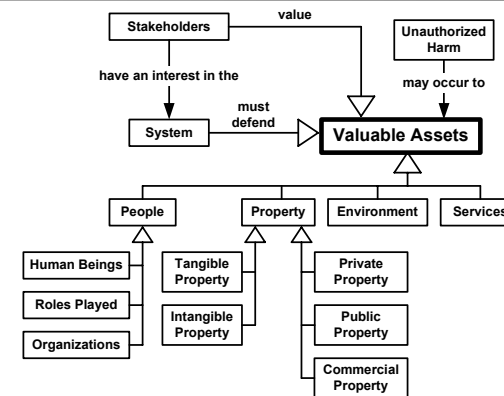 Stakeholders
value
Unauthorized
Harm
have an interest in the
may occur to
must
defend
System
Valuable Assets
People
Property
Environment
Services
Human Beings
Tangible
Property
Private
Property
Roles Played
Intangible
Property
Public
Property
Organizations
Commercial
Property